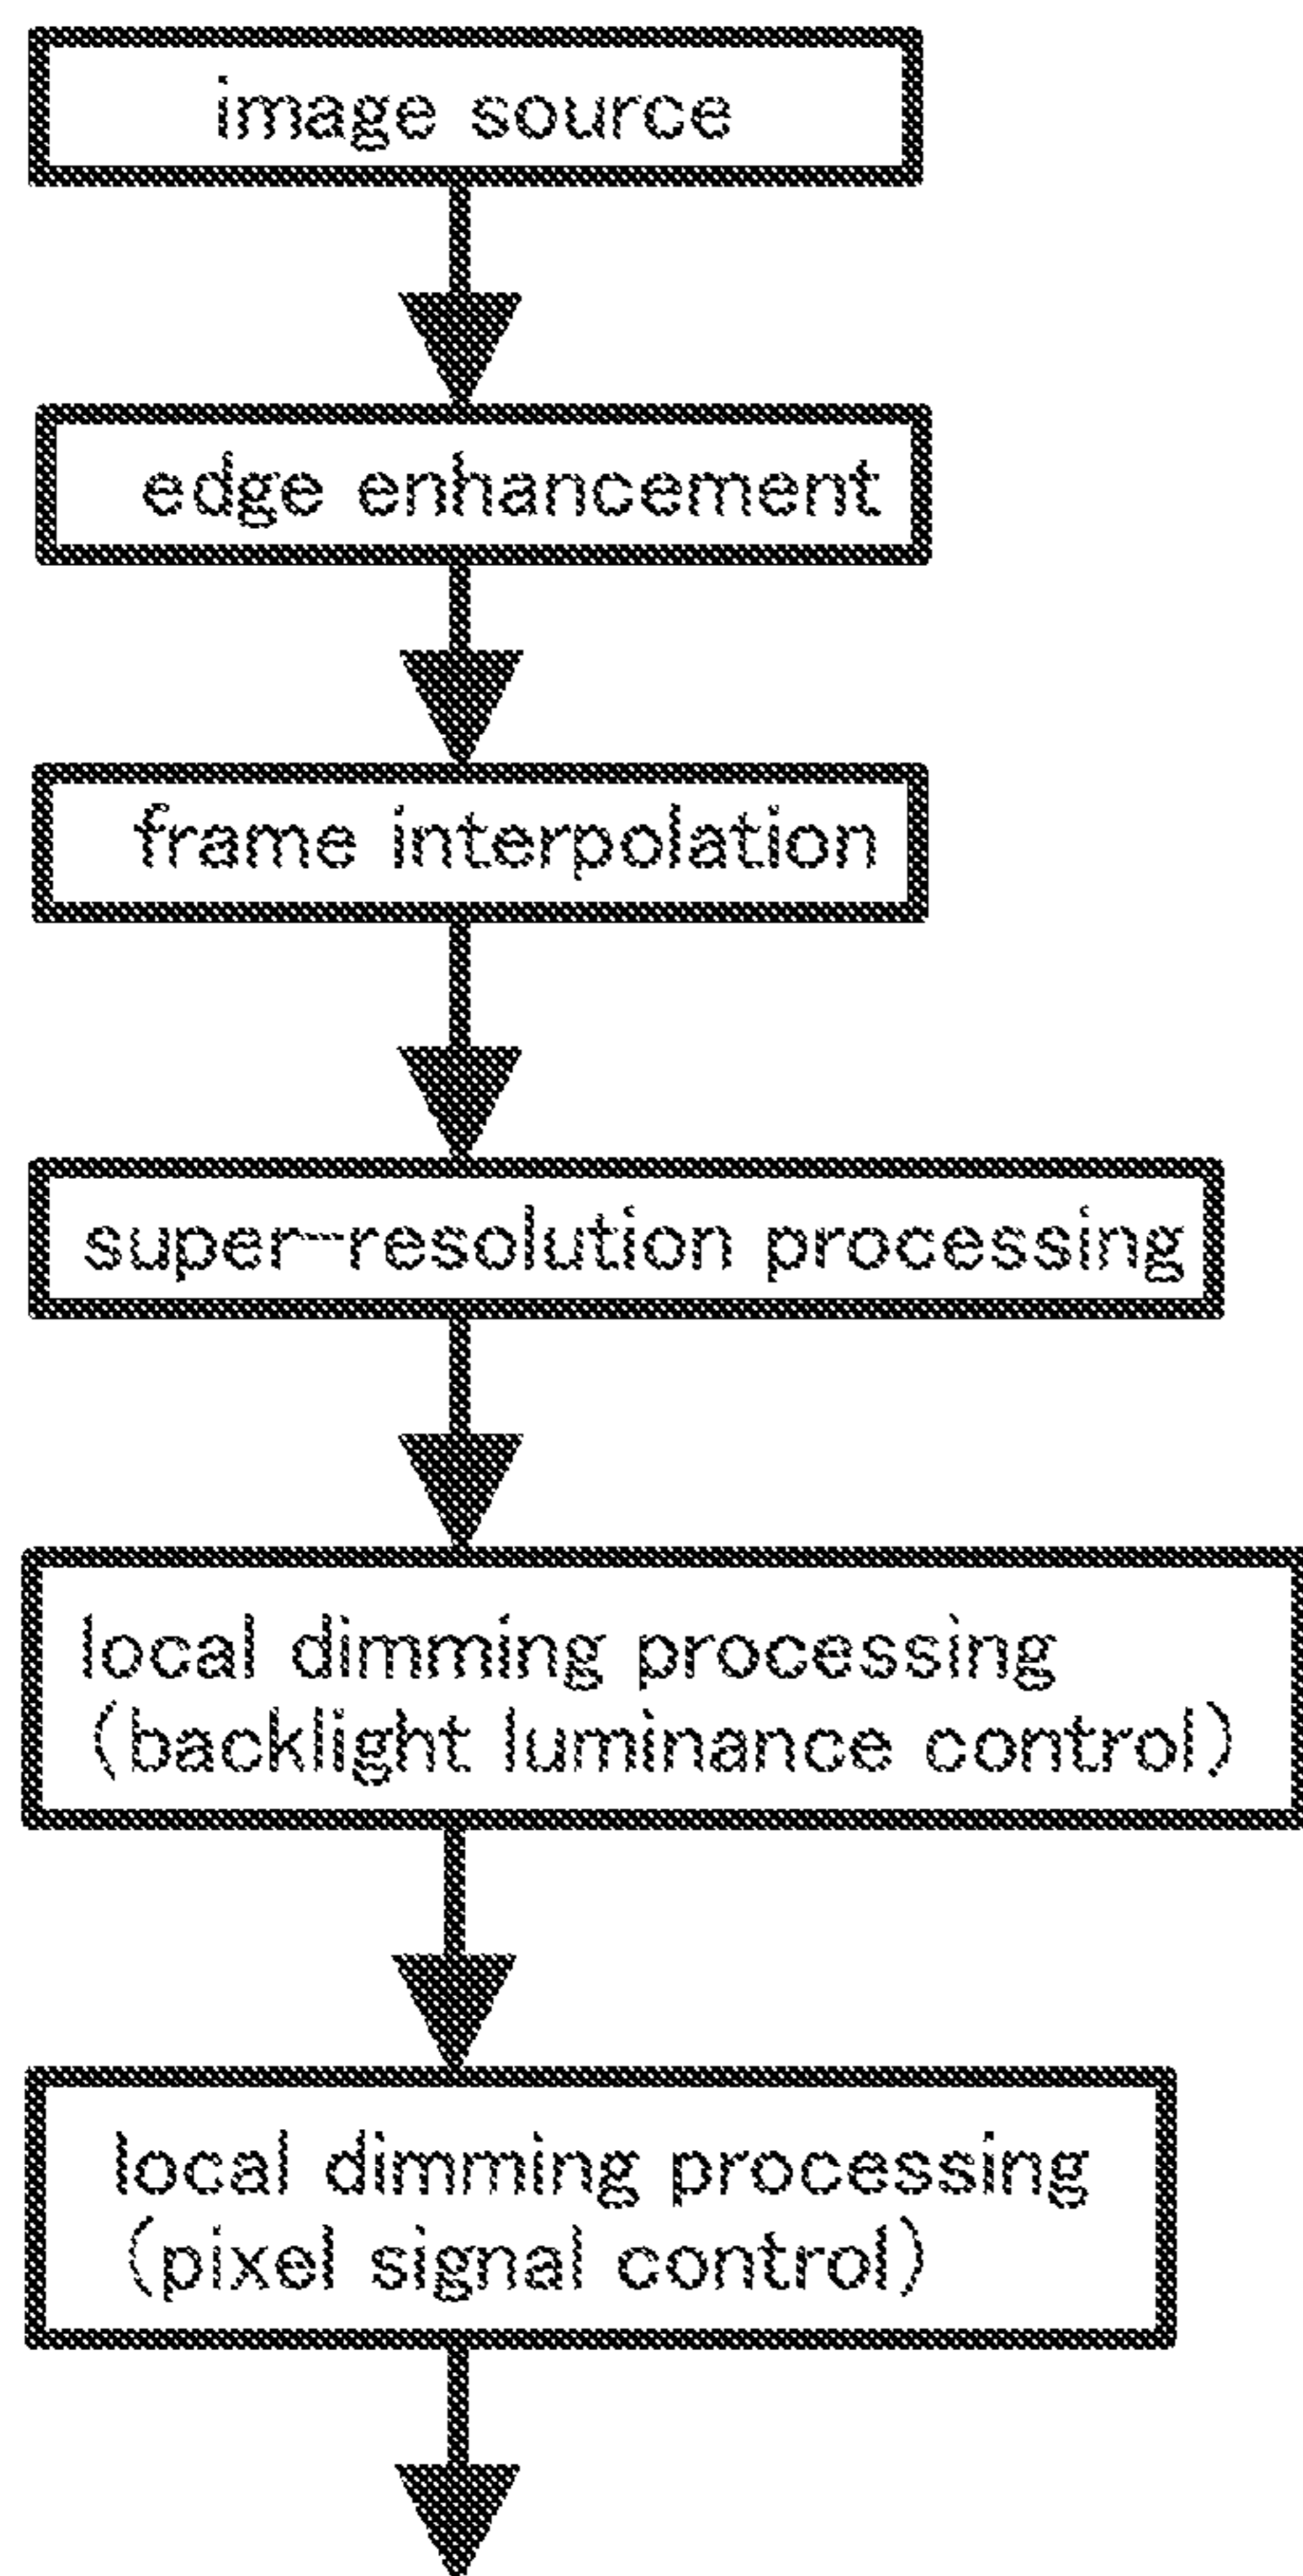 image source
edge enhancement
frame interpolation
super-resolution processing
local dimming processing
(backlight luminance control)
local dimming processing
(pixel signal control)